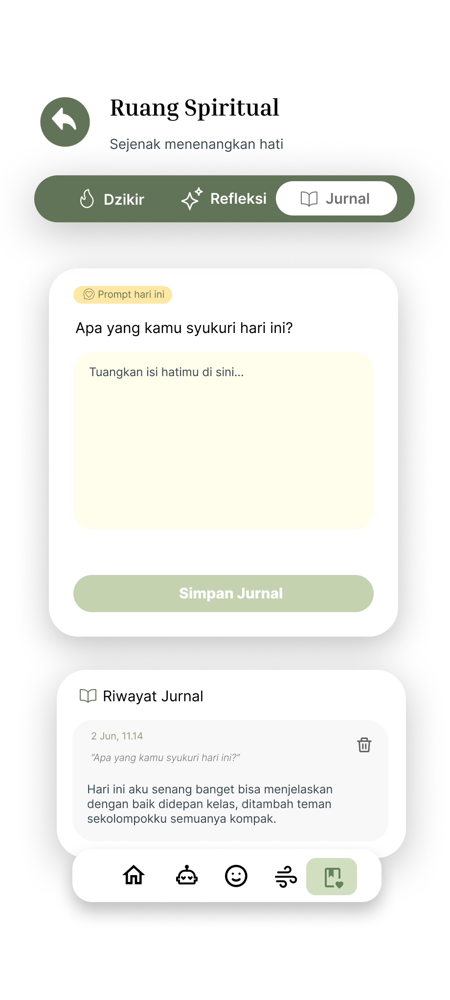 Ruang Spiritual
Sejenak menenangkan hati
Dzikir
Refleksi
Jurnal
Prompt hari ini
Apa yang kamu syukuri hari ini?
Tuangkan isi hatimu di sini...
Simpan Jurnal
Riwayat Jurnal
2 Jun, 11.14
“Apa yang kamu syukuri hari ini?”
Hari ini aku senang banget bisa menjelaskan
dengan baik didepan kelas, ditambah teman
sekolompokku semuanya kompak.